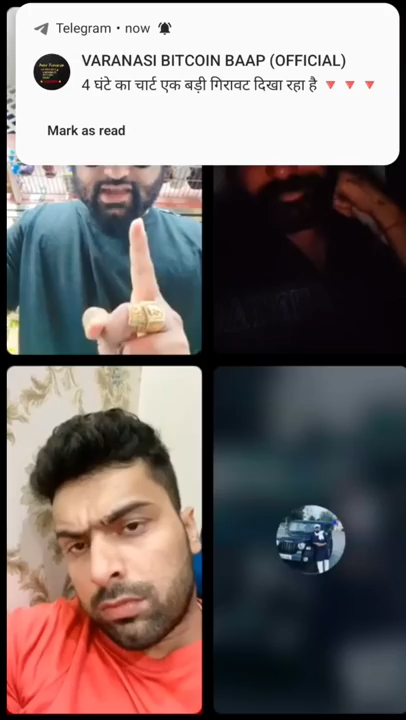 Telegram • now
VARANASI BITCOIN BAAP (OFFICIAL)
4 घंटे का चार्ट एक बड़ी गिरावट दिखा रहा है 🔻🔻🔻
Mark as read